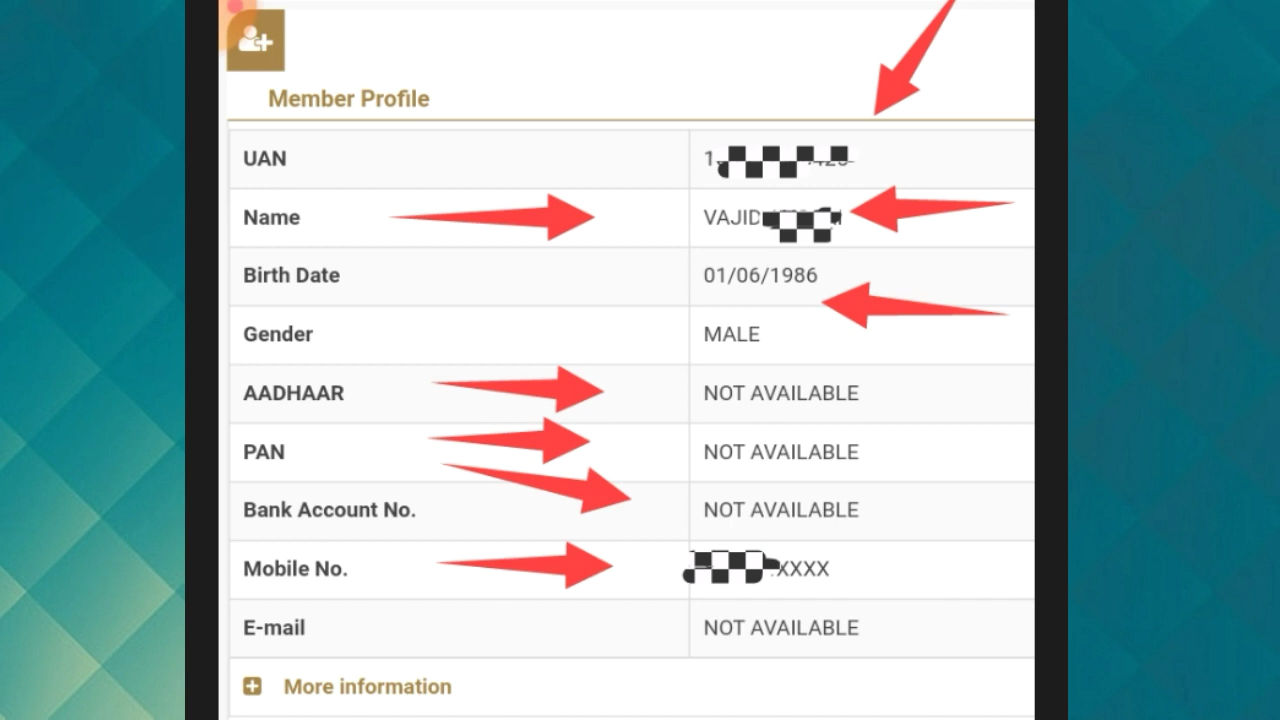 Member Profile
UAN
Name VAJID
Birth Date 01/06/1986
Gender MALE
AADHAAR NOT AVAILABLE
PAN NOT AVAILABLE
Bank Account No. NOT AVAILABLE
Mobile No. XXXX
E-mail NOT AVAILABLE
More information